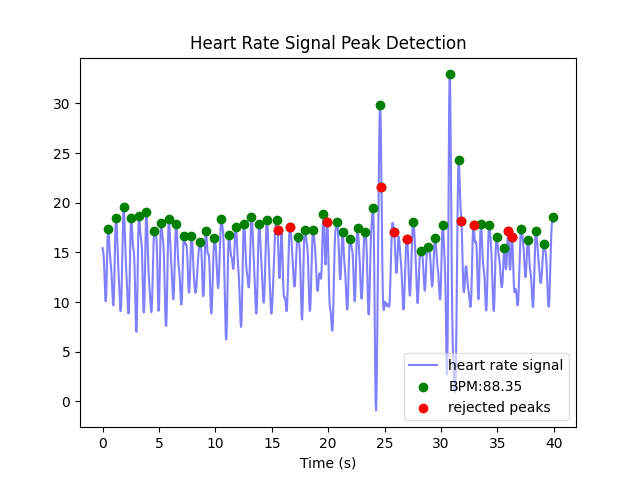 Heart Rate Signal Peak Detection
30
25
20
15
10
5
0
heart rate signal
BPM:88.35
rejected peaks
0 5 10 15 20 25 30 35 40
Time (s)